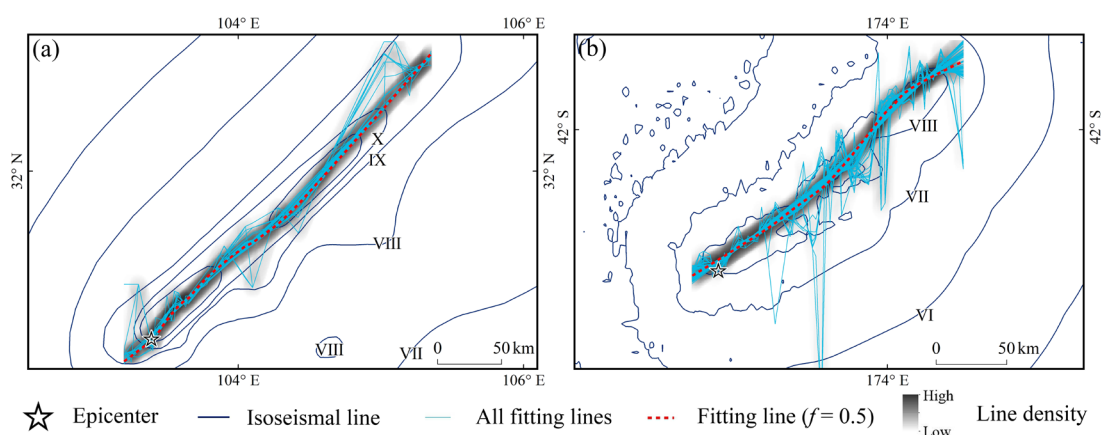 104° E
106° E
174° E
(a)
(b)
X
IX
VIII
VIII
VII
32° N
0
50 km
104° E
106° E
42° S
32° N
VIII
VII
VI
0
50 km
42° S
174° E
Epicenter
Isoseismal line
All fitting lines
Fitting line (f = 0.5)
High
Low
Line density